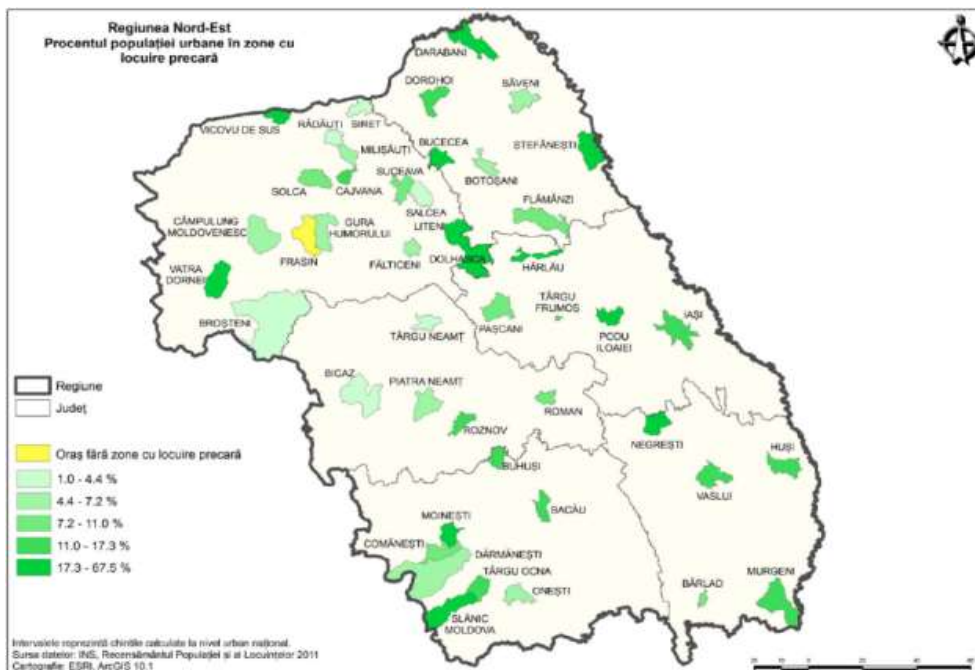 Regiunea Nord-Est
Procentul populației urbane în zone cu
locuire precară
DARABANI
DOROHOI
SĂVENI
SIRET
VICOVU DE SUS
RĂDĂUȚI
BUCECEA
ȘTEFĂNEȘTI
MILIȘĂUȚI
SUCEAVA
BOTOȘANI
SOLCA
CAJVANA
FLĂMÂNZI
SALCEA
LITENI
CÂMPULUNG
MOLDOVENESC
GURA
HUMORULUI
FRASIN
FĂLTICENI
DOLHASCA
HÂRLĂU
VATRA
DORNEI
TÂRGU
FRUMOȘ
IAȘI
BROȘTENI
PAȘCANI
PODU
ILOAIEI
TÂRGU NEAMȚ
BICAZ
PIATRA NEAMȚ
Regiune
Județ
ROMAN
ROZNOV
NEGREȘTI
HUȘI
Oraș fără zone cu locuire precară
BUHUȘI
1.0 - 4.4 %
VASLUI
4.4 - 7.2 %
BACĂU
7.2 - 11.0 %
MOINEȘTI
11.0 - 17.3 %
COMĂNEȘTI
DĂRMĂNEȘTI
17.3 - 67.5 %
TÂRGU OCNA
ONEȘTI
BÂRLAD
MURGENI
SLĂNIC
MOLDOVA
Intervalele reprezintă chintile calculate la nivel urban național.
Sursa datelor: INS, Recensământul Populației și al Locuințelor 2011
Cartografie: ESRI, ArcGIS 10.1